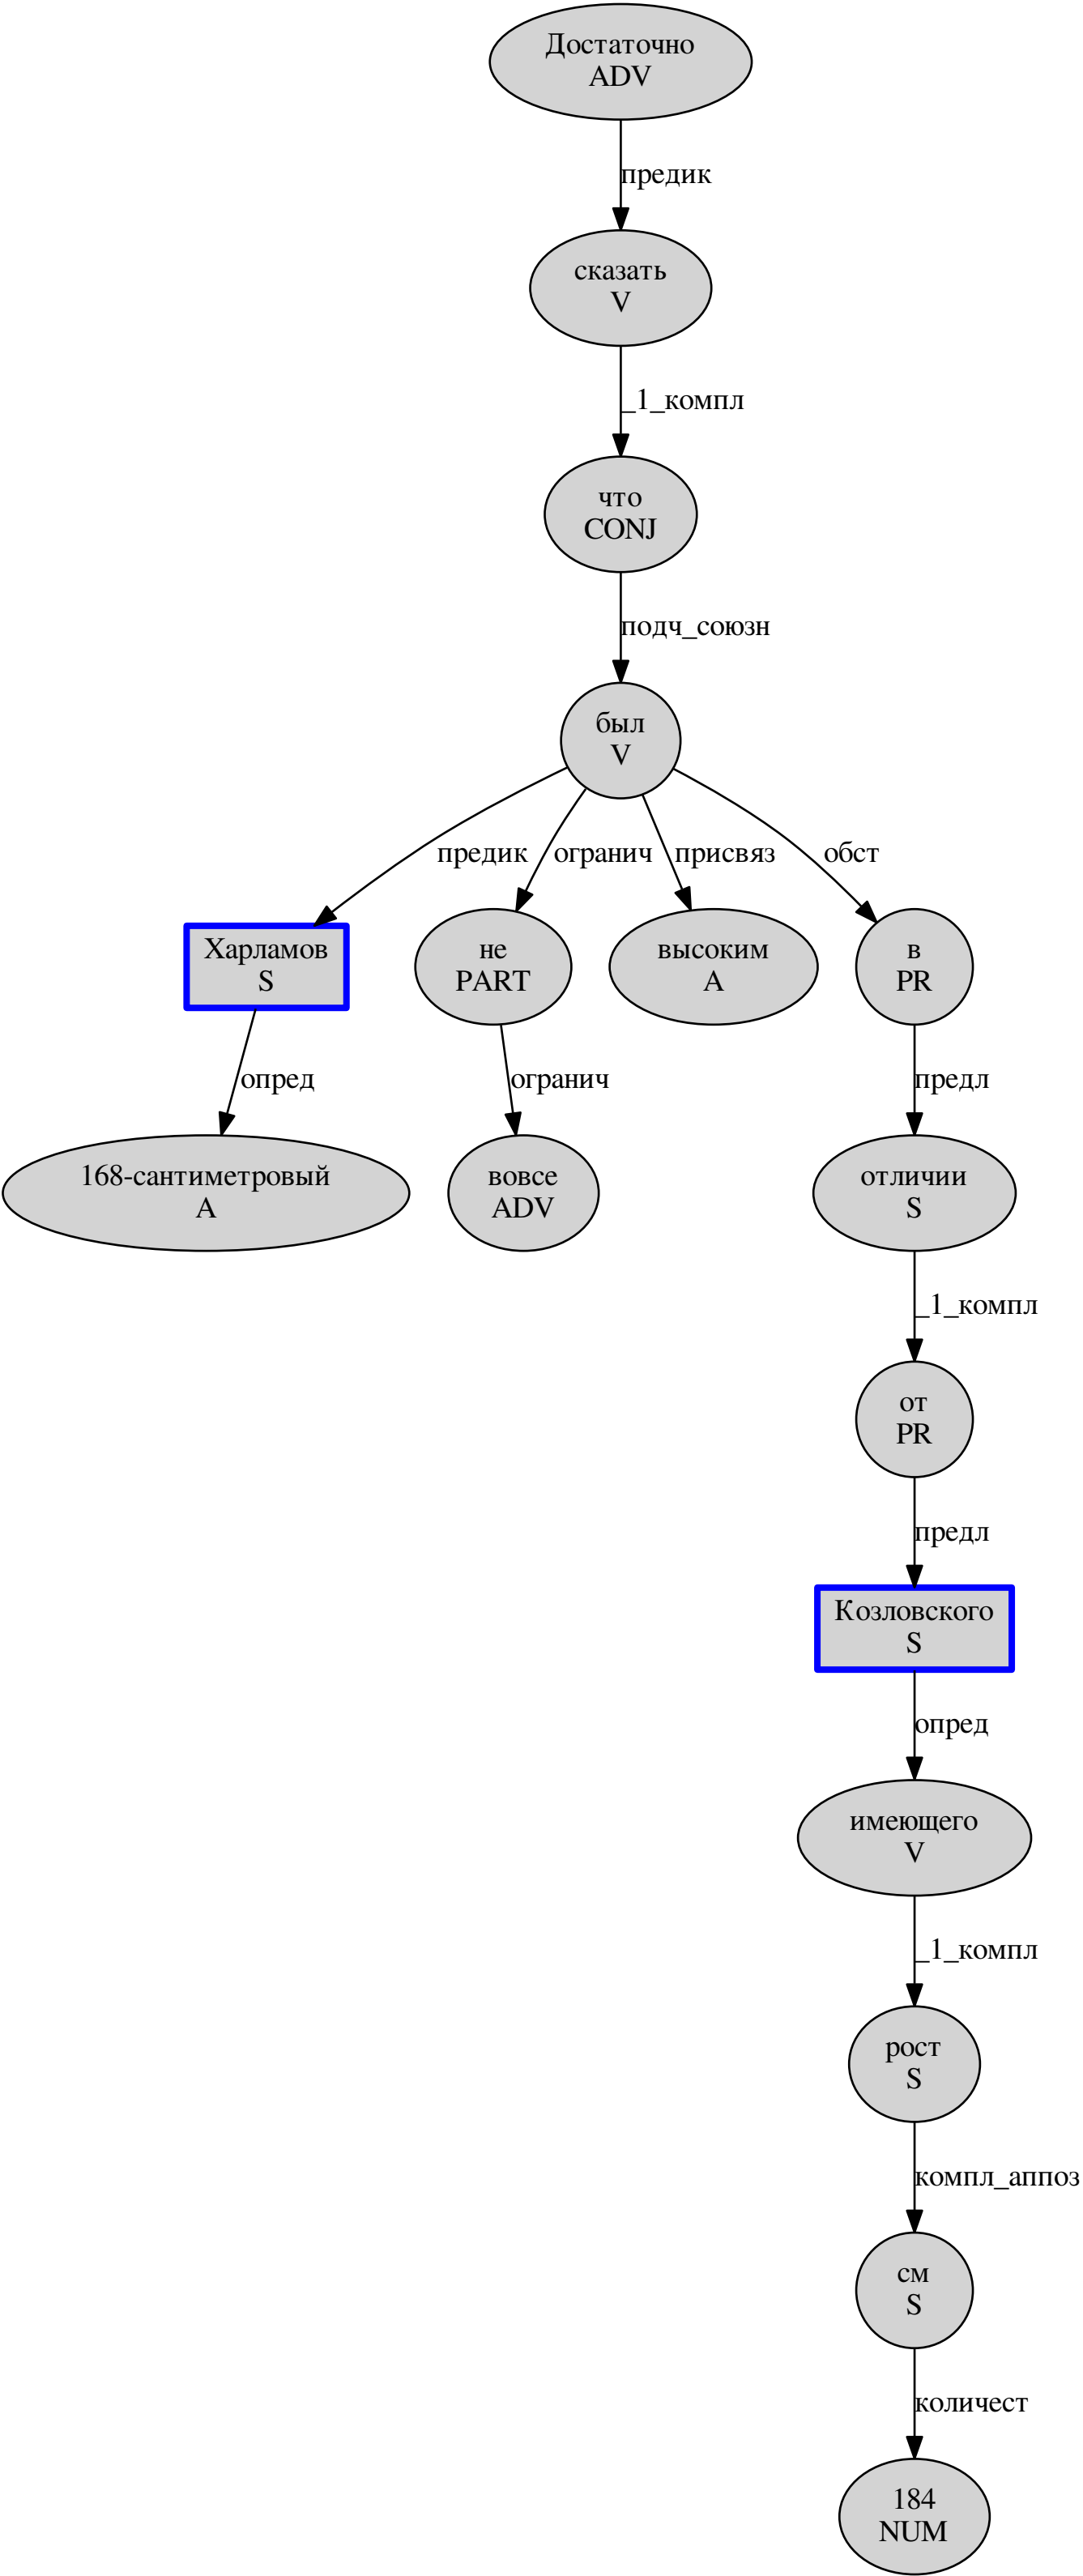 Достаточно
ADV
предик
сказать
V
_1_компл
что
CONJ
подч_союзн
был
V
предик
огранич
присвяз
обст
Харламов
S
не
PART
высоким
A
в
PR
опред
огранич
предл
168-сантиметровый
A
вовсе
ADV
отличии
S
_1_компл
от
PR
предл
Козловского
S
опред
имеющего
V
_1_компл
рост
S
компл_аппоз
см
S
количест
184
NUM